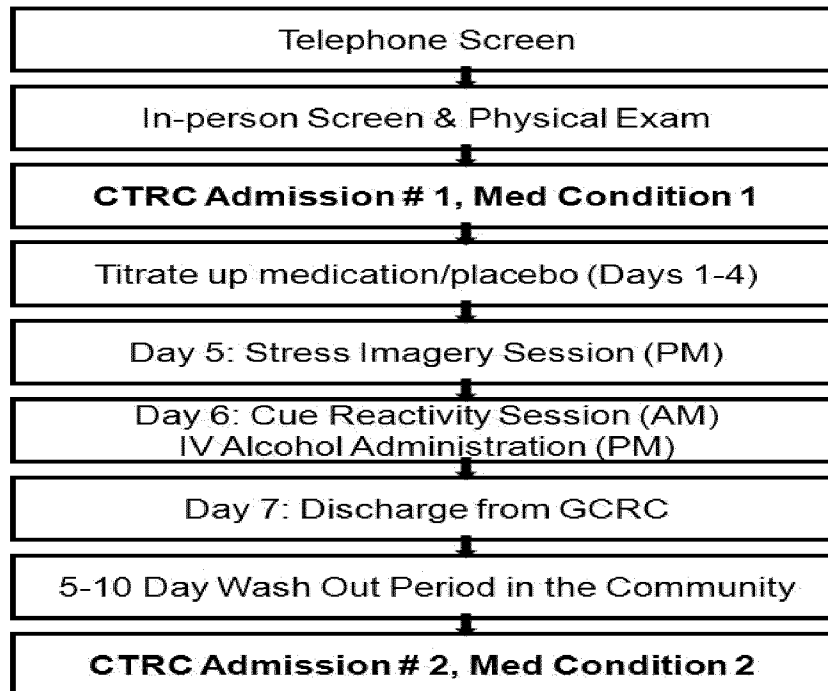 Telephone Screen
In-person Screen & Physical Exam
CTRC Admission # 1, Med Condition 1
Titrate up medication/placebo (Days 1-4)
Day 5: Stress Imagery Session (PM)
Day 6: Cue Reactivity Session (AM)
IV Alcohol Administration (PM)
Day 7: Discharge from GCRC
5-10 Day Wash Out Period in the Community
CTRC Admission # 2, Med Condition 2